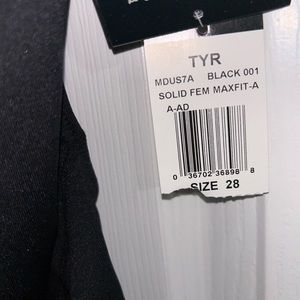 TYR
MDUS7A BLACK 001
SOLID FEM MAXFIT-A
A-AD
0 36702 36898 8
SIZE 28